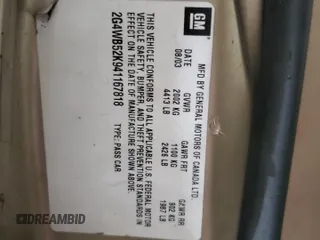 GM
MFD BY GENERAL MOTORS OF CANADA LTD.
DATE GVWR GAWR FRT GAWR RR
08/03 2002 KG 1100 KG 902 KG
4413 LB 2426 LB 1987 LB
THIS VEHICLE CONFORMS TO ALL APPLICABLE U.S. FEDERAL MOTOR
VEHICLE SAFETY, BUMPER, AND THEFT PREVENTION STANDARDS IN
EFFECT ON THE DATE OF MANUFACTURE SHOWN ABOVE.
2G4WB52K941167818 TYPE: PASS CAR
DREAMBID